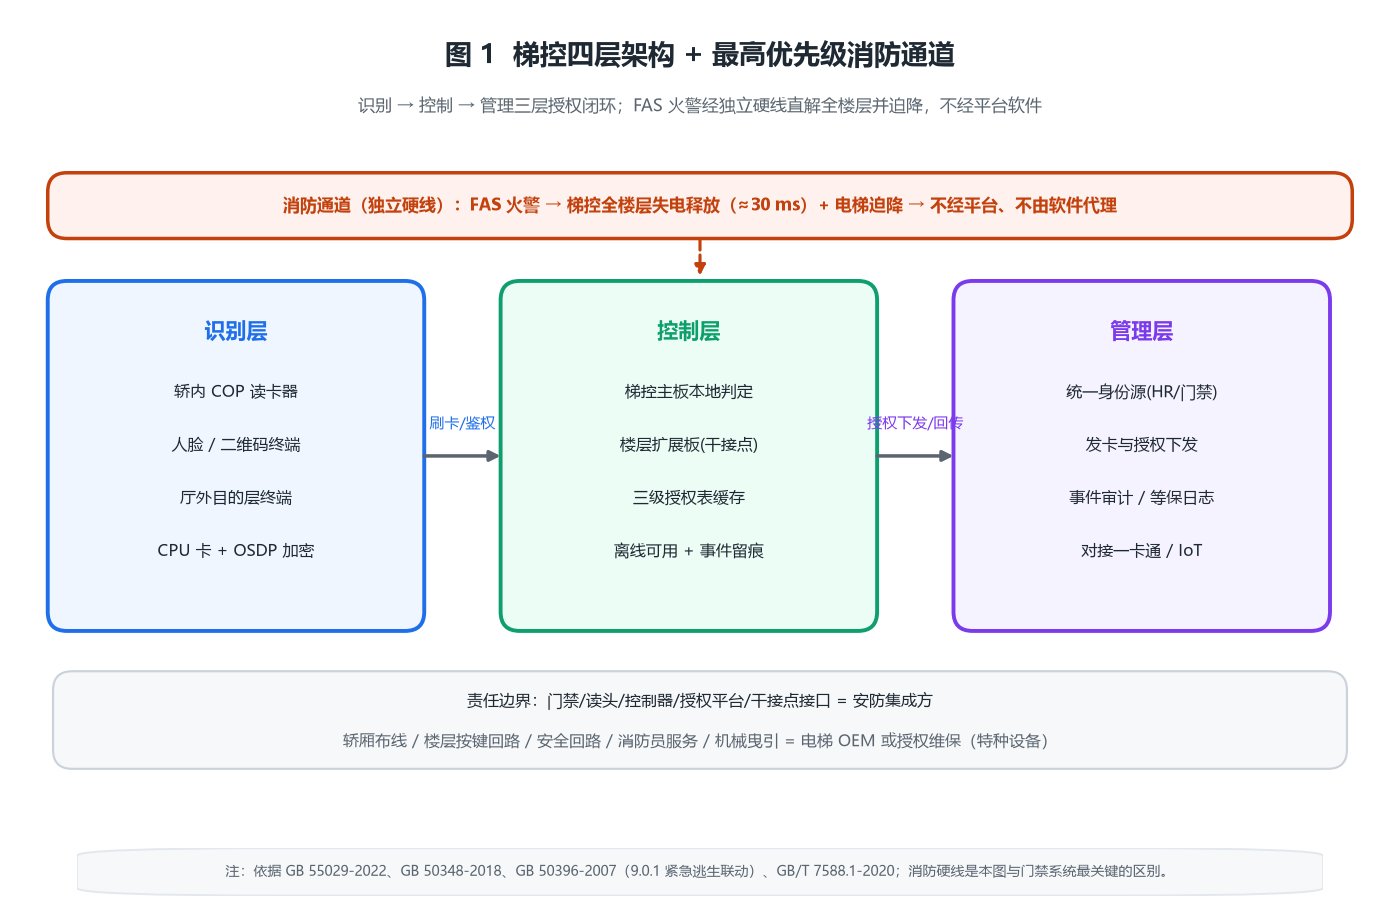 图 1 梯控四层架构 + 最高优先级消防通道
识别 → 控制 → 管理三层授权闭环；FAS 火警经独立硬线直解全楼层并迫降，不经平台软件
消防通道（独立硬线）：FAS 火警 → 梯控全楼层失电释放（≈30 ms）+ 电梯迫降 → 不经平台、不由软件代理
识别层
轿内 COP 读卡器
人脸 / 二维码终端
厅外目的层终端
CPU 卡 + OSDP 加密
刷卡/鉴权
控制层
梯控主板本地判定
楼层扩展板(干接点)
三级授权表缓存
离线可用 + 事件留痕
授权下发/回传
管理层
统一身份源(HR/门禁)
发卡与授权下发
事件审计 / 等保日志
对接一卡通 / IoT
责任边界：门禁/读头/控制器/授权平台/干接点接口 = 安防集成方
轿厢布线 / 楼层按键回路 / 安全回路 / 消防员服务 / 机械曳引 = 电梯 OEM 或授权维保（特种设备）
注：依据 GB 55029-2022、GB 50348-2018、GB 50396-2007（9.0.1 紧急逃生联动）、GB/T 7588.1-2020；消防硬线是本图与门禁系统最关键的区别。